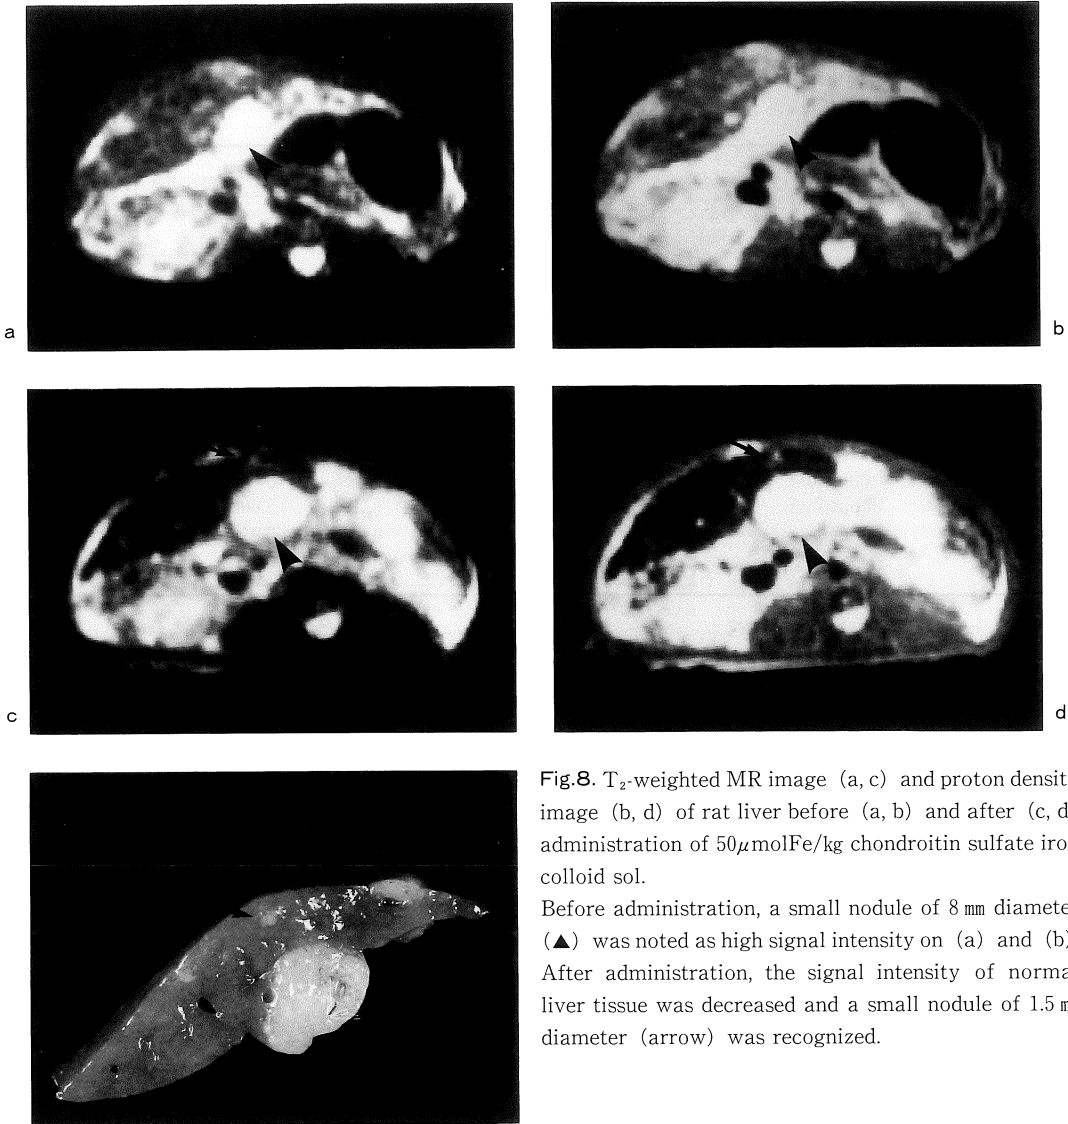 a
b
c
d
Fig.8. T₂-weighted MR image (a, c) and proton densit
image (b, d) of rat liver before (a, b) and after (c, d
administration of 50μmolFe/kg chondroitin sulfate iro
colloid sol.
Before administration, a small nodule of 8 mm diamete
(▲) was noted as high signal intensity on (a) and (b)
After administration, the signal intensity of norma
liver tissue was decreased and a small nodule of 1.5 m
diameter (arrow) was recognized.